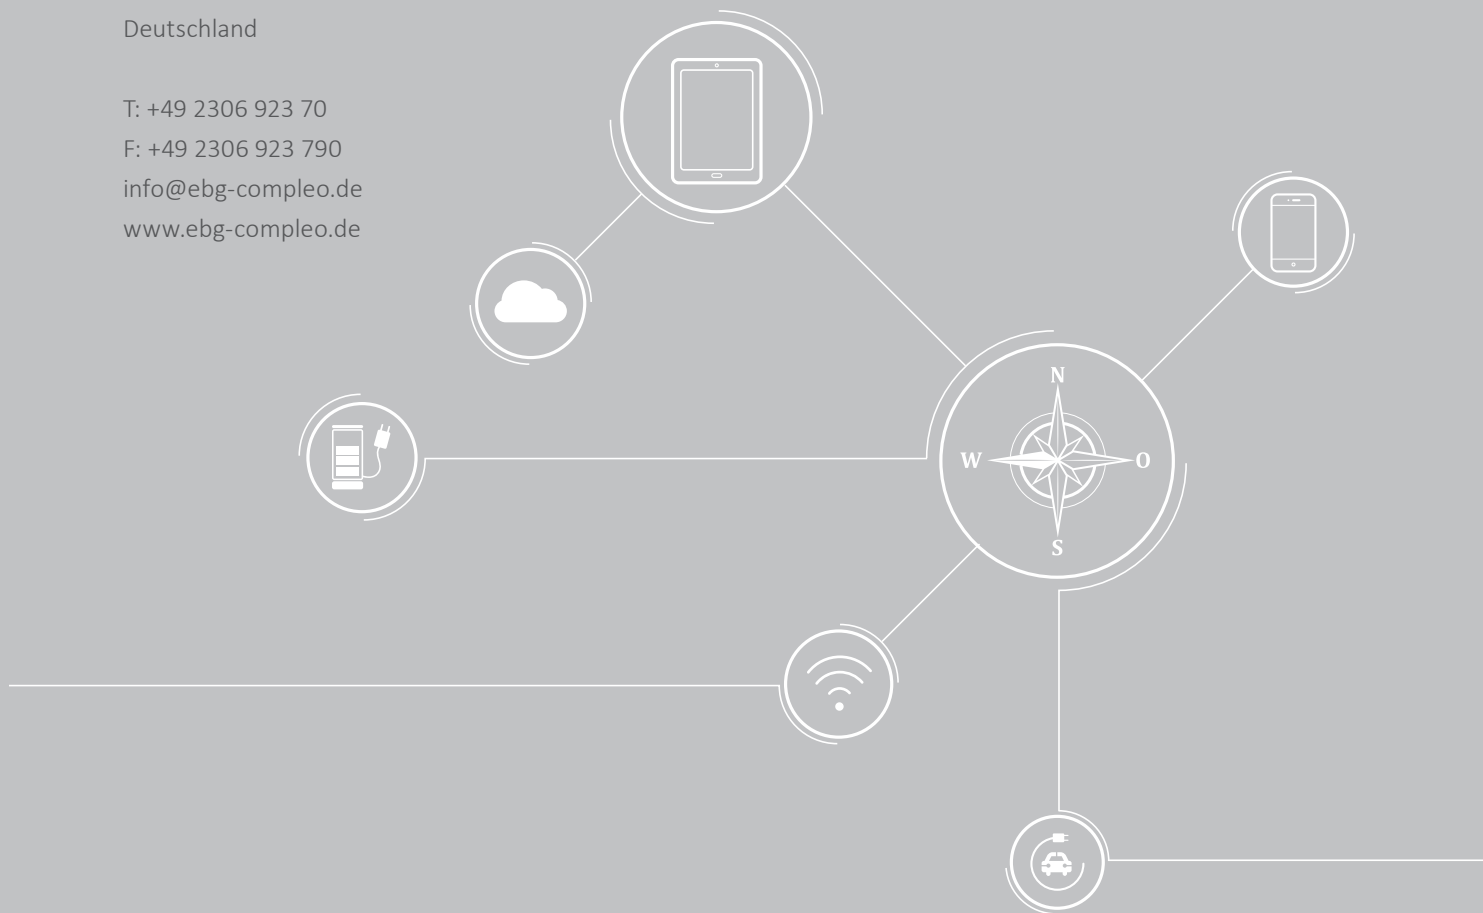 Deutschland
T: +49 2306 923 70
F: +49 2306 923 790
info@ebg-compleo.de
www.ebg-compleo.de
N
W O
S